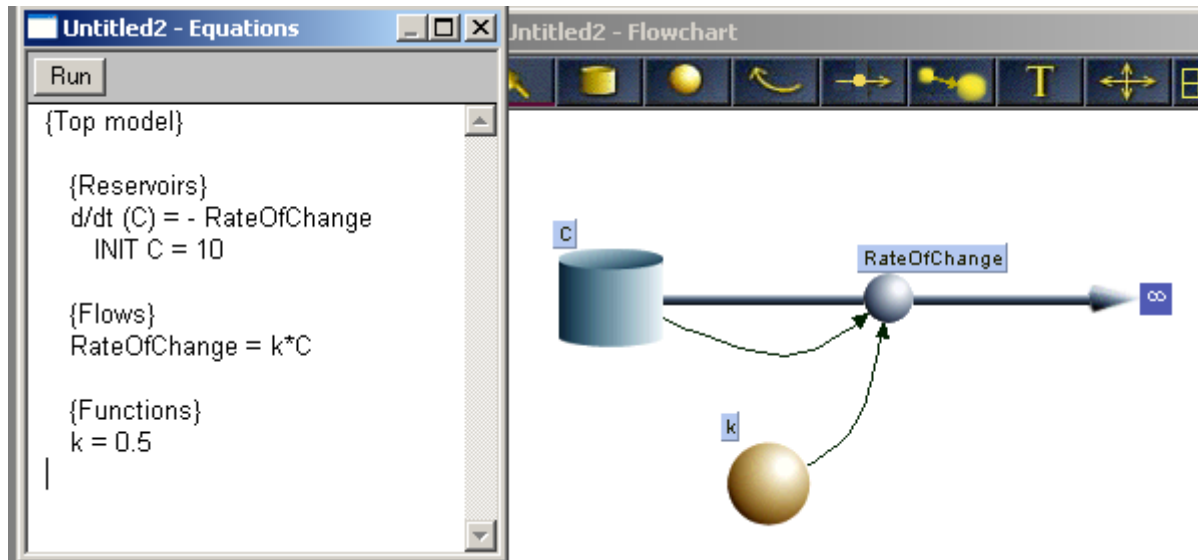 Untitled2 - Equations
Run
{Top model}
{Reservoirs}
d/dt (C) = - RateOfChange
INIT C = 10
{Flows}
RateOfChange = k*C
{Functions}
k = 0.5
Untitled2 - Flowchart
T
C
RateOfChange
∞
k